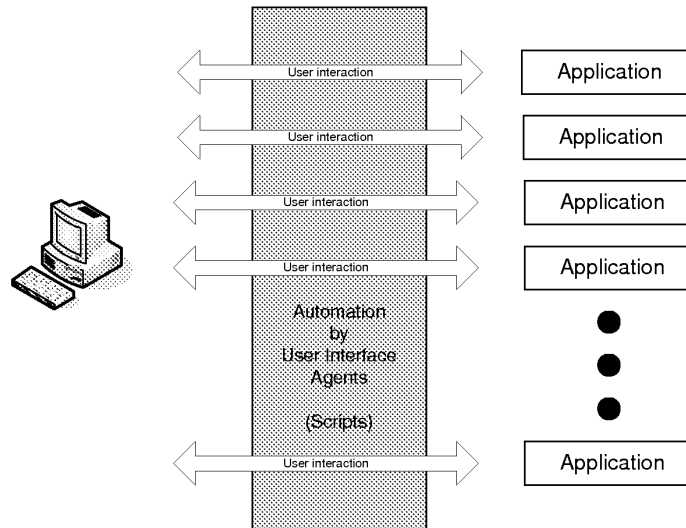 User interaction
Application
User interaction
Application
User interaction
Application
User interaction
Application
Automation
by
User Interface
Agents
(Scripts)
User interaction
Application